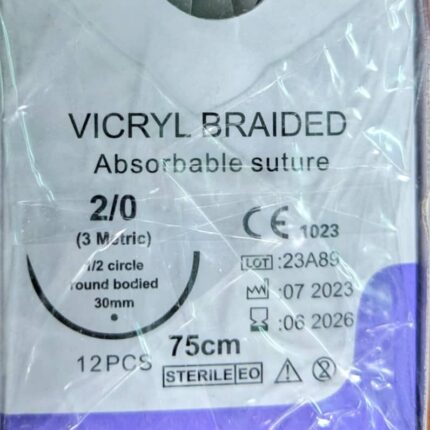 VICRYL BRAIDED
Absorbable suture
2/0
(3 Metric)
1/2 circle
round bodied
30mm
12PCS
75cm
CE 1023
LOT :23A89
:07 2023
:06 2026
STERILE EO